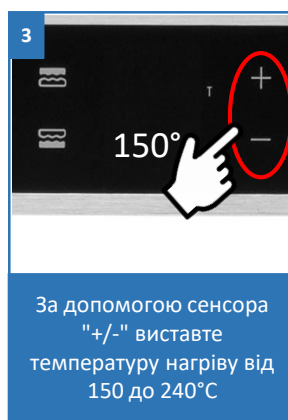 3
T
+
150°
−
За допомогою сенсора
"+/-" виставте
температуру нагріву від
150 до 240°C